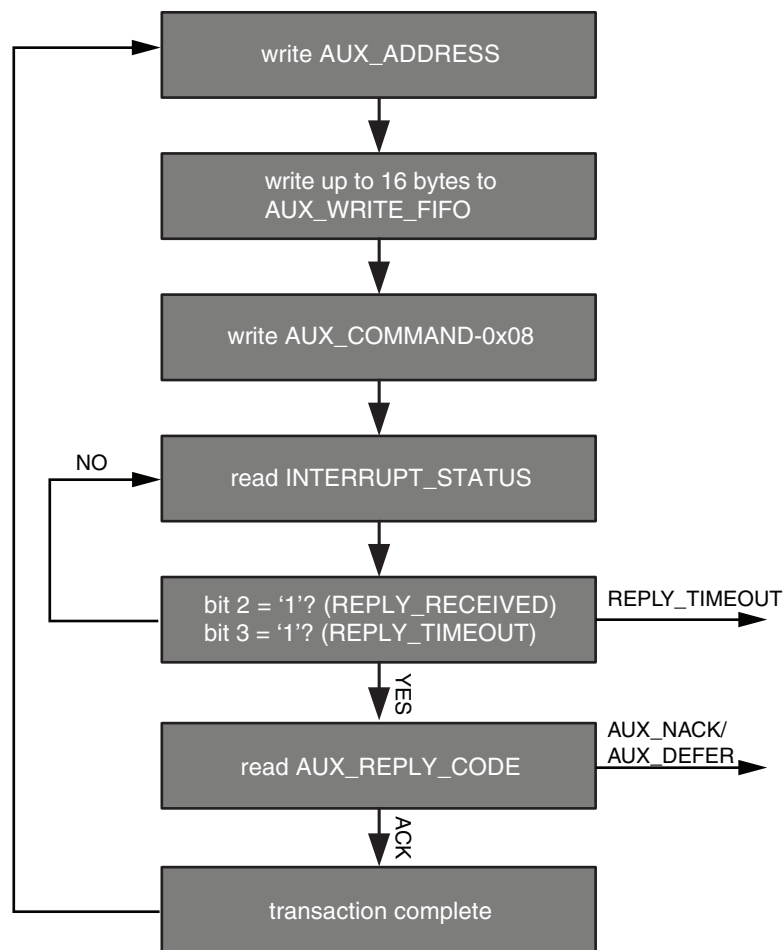 write AUX_ADDRESS
write up to 16 bytes to
AUX_WRITE_FIFO
write AUX_COMMAND-0x08
NO
read INTERRUPT_STATUS
bit 2 = ‘1’? (REPLY_RECEIVED)
bit 3 = ‘1’? (REPLY_TIMEOUT)
REPLY_TIMEOUT
YES
read AUX_REPLY_CODE
AUX_NACK/
AUX_DEFER
ACK
transaction complete